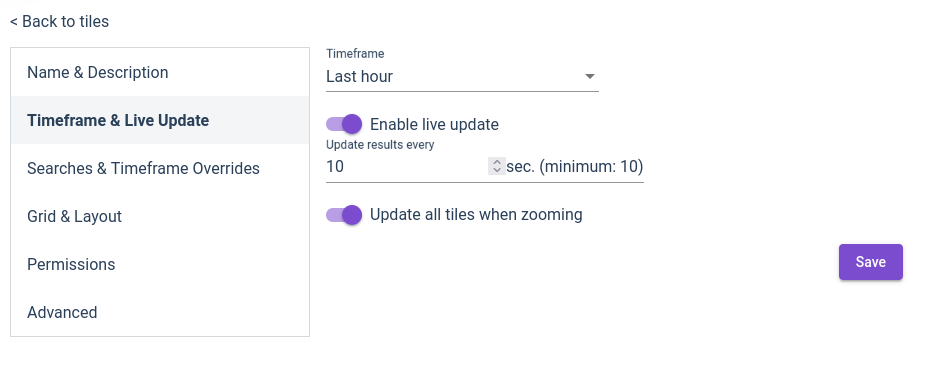 < Back to tiles
Name & Description
Timeframe & Live Update
Searches & Timeframe Overrides
Grid & Layout
Permissions
Advanced
Timeframe
Last hour
Enable live update
Update results every
10 sec. (minimum: 10)
Update all tiles when zooming
Save